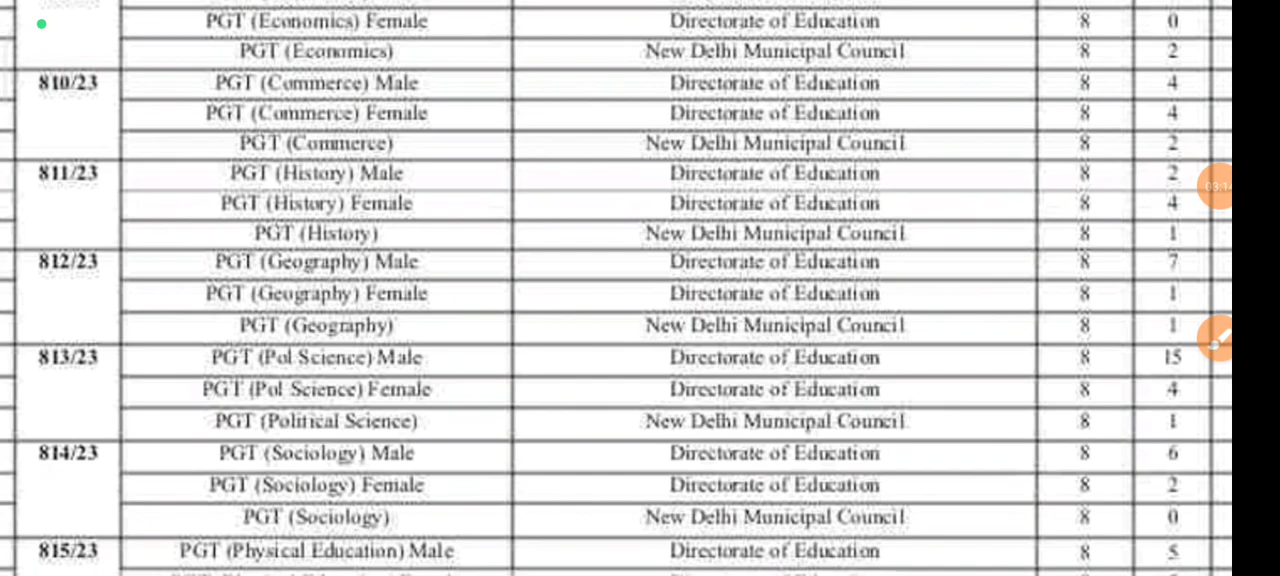 PGT (Economics) Female Directorate of Education 8 0
PGT (Economics) New Delhi Municipal Council 8 2
810/23 PGT (Commerce) Male Directorate of Education 8 4
PGT (Commerce) Female Directorate of Education 8 4
PGT (Commerce) New Delhi Municipal Council 8 2
811/23 PGT (History) Male Directorate of Education 8 2
PGT (History) Female Directorate of Education 8 4
PGT (History) New Delhi Municipal Council 8 1
812/23 PGT (Geography) Male Directorate of Education 8 7
PGT (Geography) Female Directorate of Education 8 1
PGT (Geography) New Delhi Municipal Council 8 1
813/23 PGT (Pol Science) Male Directorate of Education 8 15
PGT (Pol Science) Female Directorate of Education 8 4
PGT (Political Science) New Delhi Municipal Council 8 1
814/23 PGT (Sociology) Male Directorate of Education 8 6
PGT (Sociology) Female Directorate of Education 8 2
PGT (Sociology) New Delhi Municipal Council 8 0
815/23 PGT (Physical Education) Male Directorate of Education 8 5